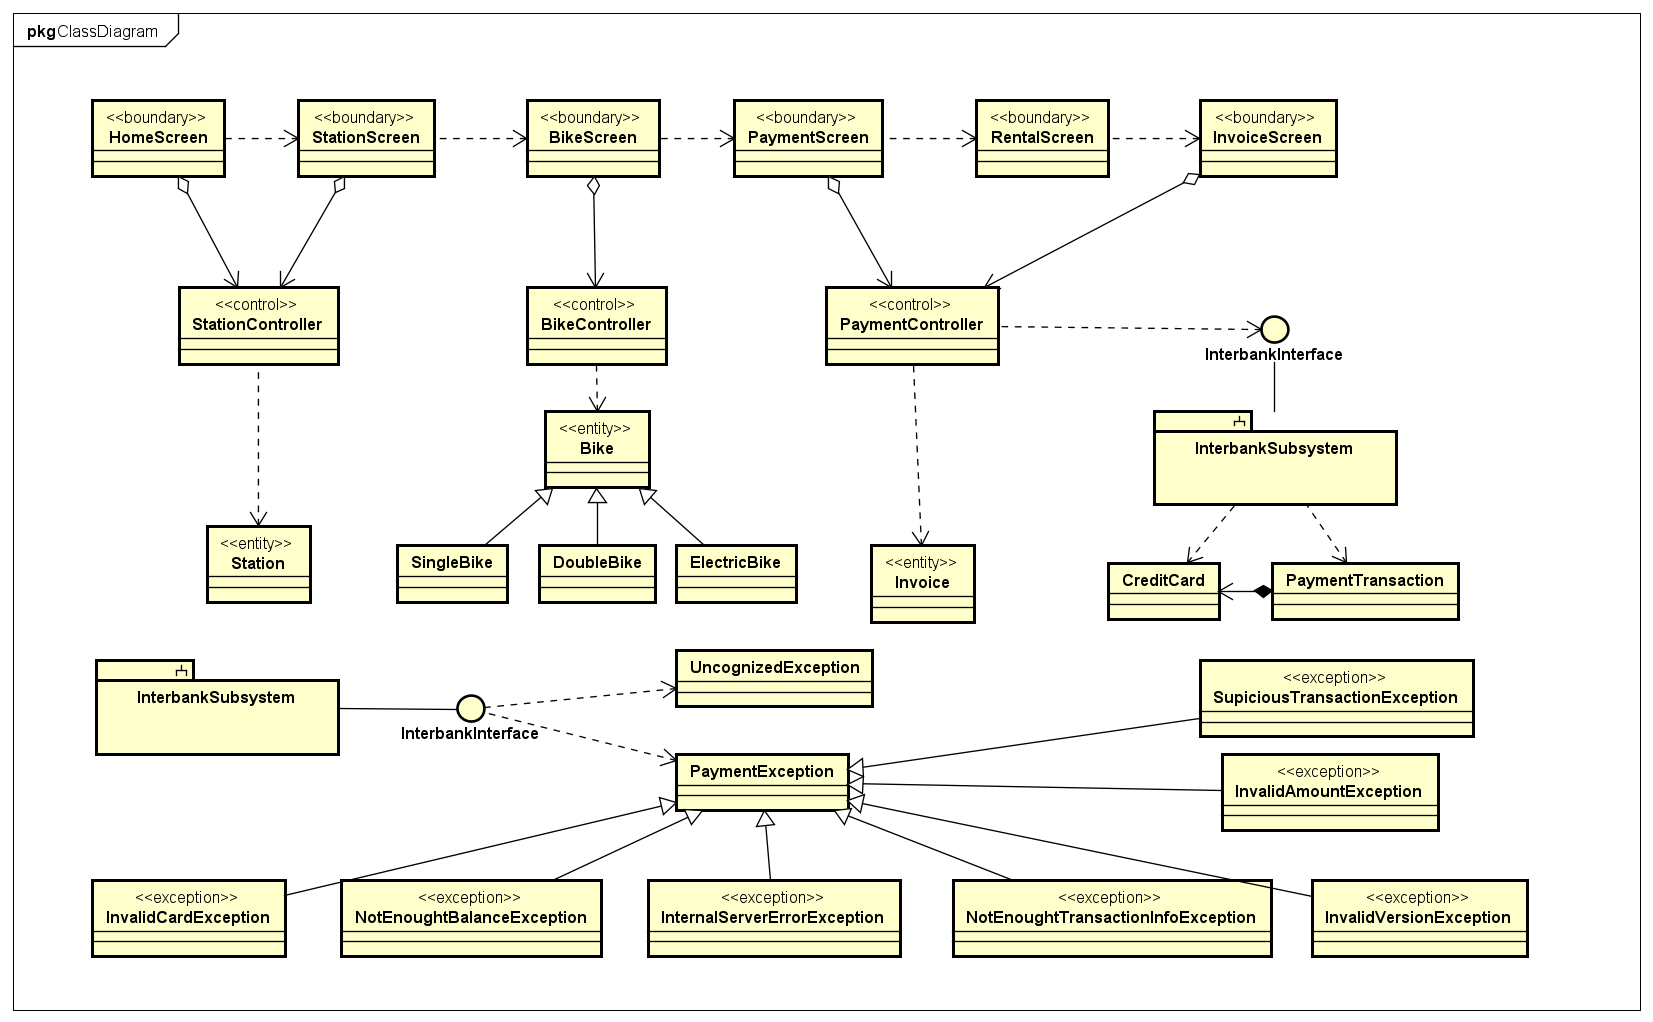 pkg ClassDiagram
<<boundary>>
HomeScreen
<<boundary>>
StationScreen
<<boundary>>
BikeScreen
<<boundary>>
PaymentScreen
<<boundary>>
RentalScreen
<<boundary>>
InvoiceScreen
<<control>>
StationController
<<control>>
BikeController
<<control>>
PaymentController
InterbankInterface
<<entity>>
Bike
InterbankSubsystem
<<entity>>
Station
SingleBike
DoubleBike
ElectricBike
<<entity>>
Invoice
CreditCard
PaymentTransaction
InterbankSubsystem
InterbankInterface
UncognizedException
<<exception>>
SupiciousTransactionException
PaymentException
<<exception>>
InvalidAmountException
<<exception>>
InvalidCardException
<<exception>>
NotEnoughtBalanceException
<<exception>>
InternalServerErrorException
<<exception>>
NotEnoughtTransactionInfoException
<<exception>>
InvalidVersionException